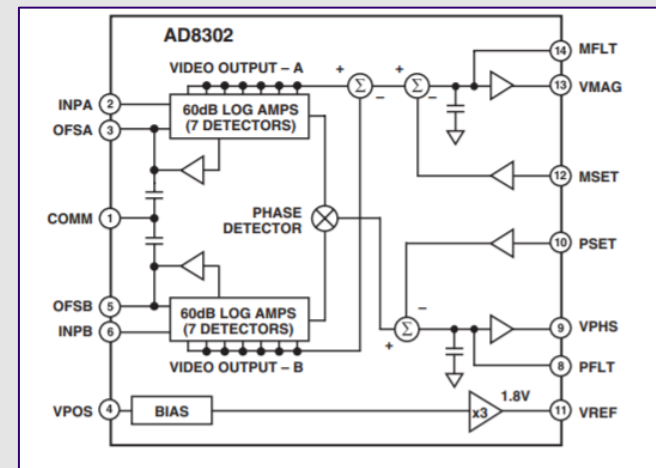 AD8302
VIDEO OUTPUT – A
INPA 2
OFSA 3
60dB LOG AMPS
(7 DETECTORS)
+
Σ
–
+
Σ
–
14 MFLT
13 VMAG
12 MSET
COMM 1
PHASE
DETECTOR
10 PSET
OFSB 5
INPB 6
60dB LOG AMPS
(7 DETECTORS)
–
Σ
+
9 VPHS
8 PFLT
VIDEO OUTPUT – B
VPOS 4
BIAS
x3
1.8V
11 VREF